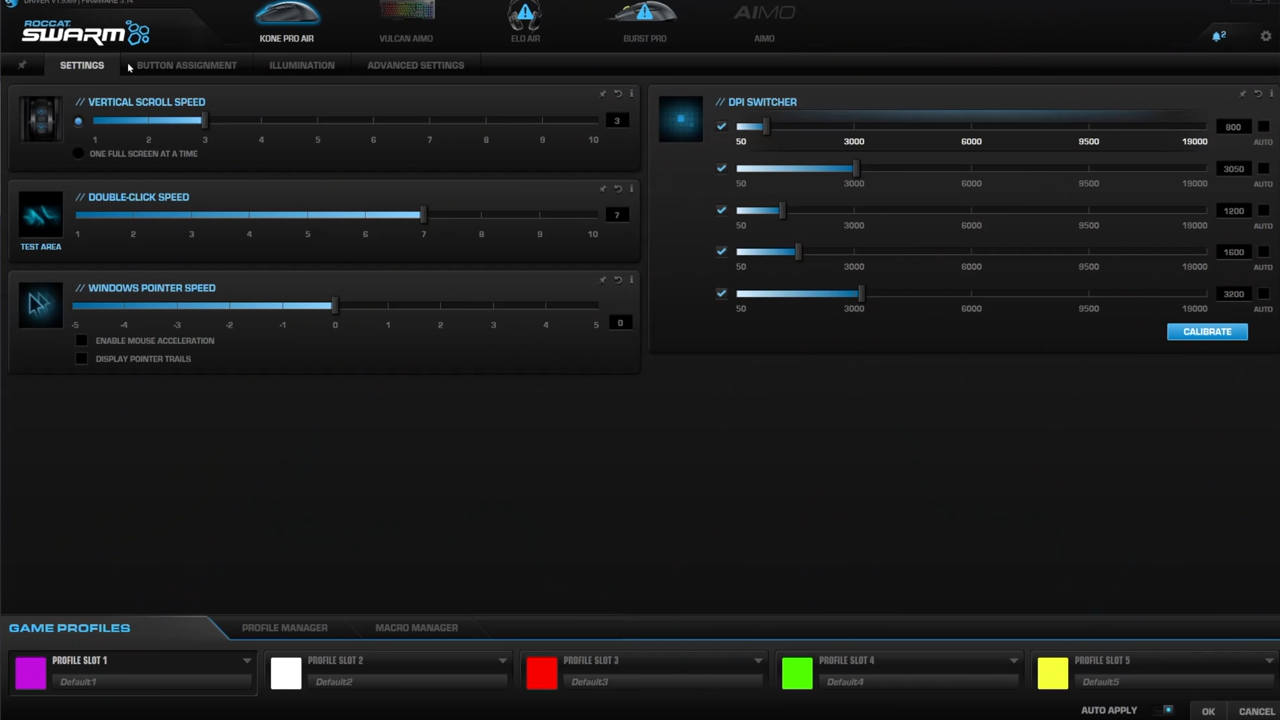 ROCCAT
SWARM
KONE PRO AIR
VULCAN AIMO
ELO AIR
BURST PRO
AIMO
AIMO
2
SETTINGS
BUTTON ASSIGNMENT
ILLUMINATION
ADVANCED SETTINGS
// VERTICAL SCROLL SPEED
3
1 2 3 4 5 6 7 8 9 10
ONE FULL SCREEN AT A TIME
// DOUBLE-CLICK SPEED
7
1 2 3 4 5 6 7 8 9 10
TEST AREA
// WINDOWS POINTER SPEED
-5 -4 -3 -2 -1 0 1 2 3 4 5
0
ENABLE MOUSE ACCELERATION
DISPLAY POINTER TRAILS
// DPI SWITCHER
800
50 3000 6000 9500 19000 AUTO
3050
50 3000 6000 9500 19000 AUTO
1200
50 3000 6000 9500 19000 AUTO
1600
50 3000 6000 9500 19000 AUTO
3200
50 3000 6000 9500 19000 AUTO
CALIBRATE
GAME PROFILES
PROFILE MANAGER
MACRO MANAGER
PROFILE SLOT 1
Default1
PROFILE SLOT 2
Default2
PROFILE SLOT 3
Default3
PROFILE SLOT 4
Default4
PROFILE SLOT 5
Default5
AUTO APPLY
OK
CANCEL